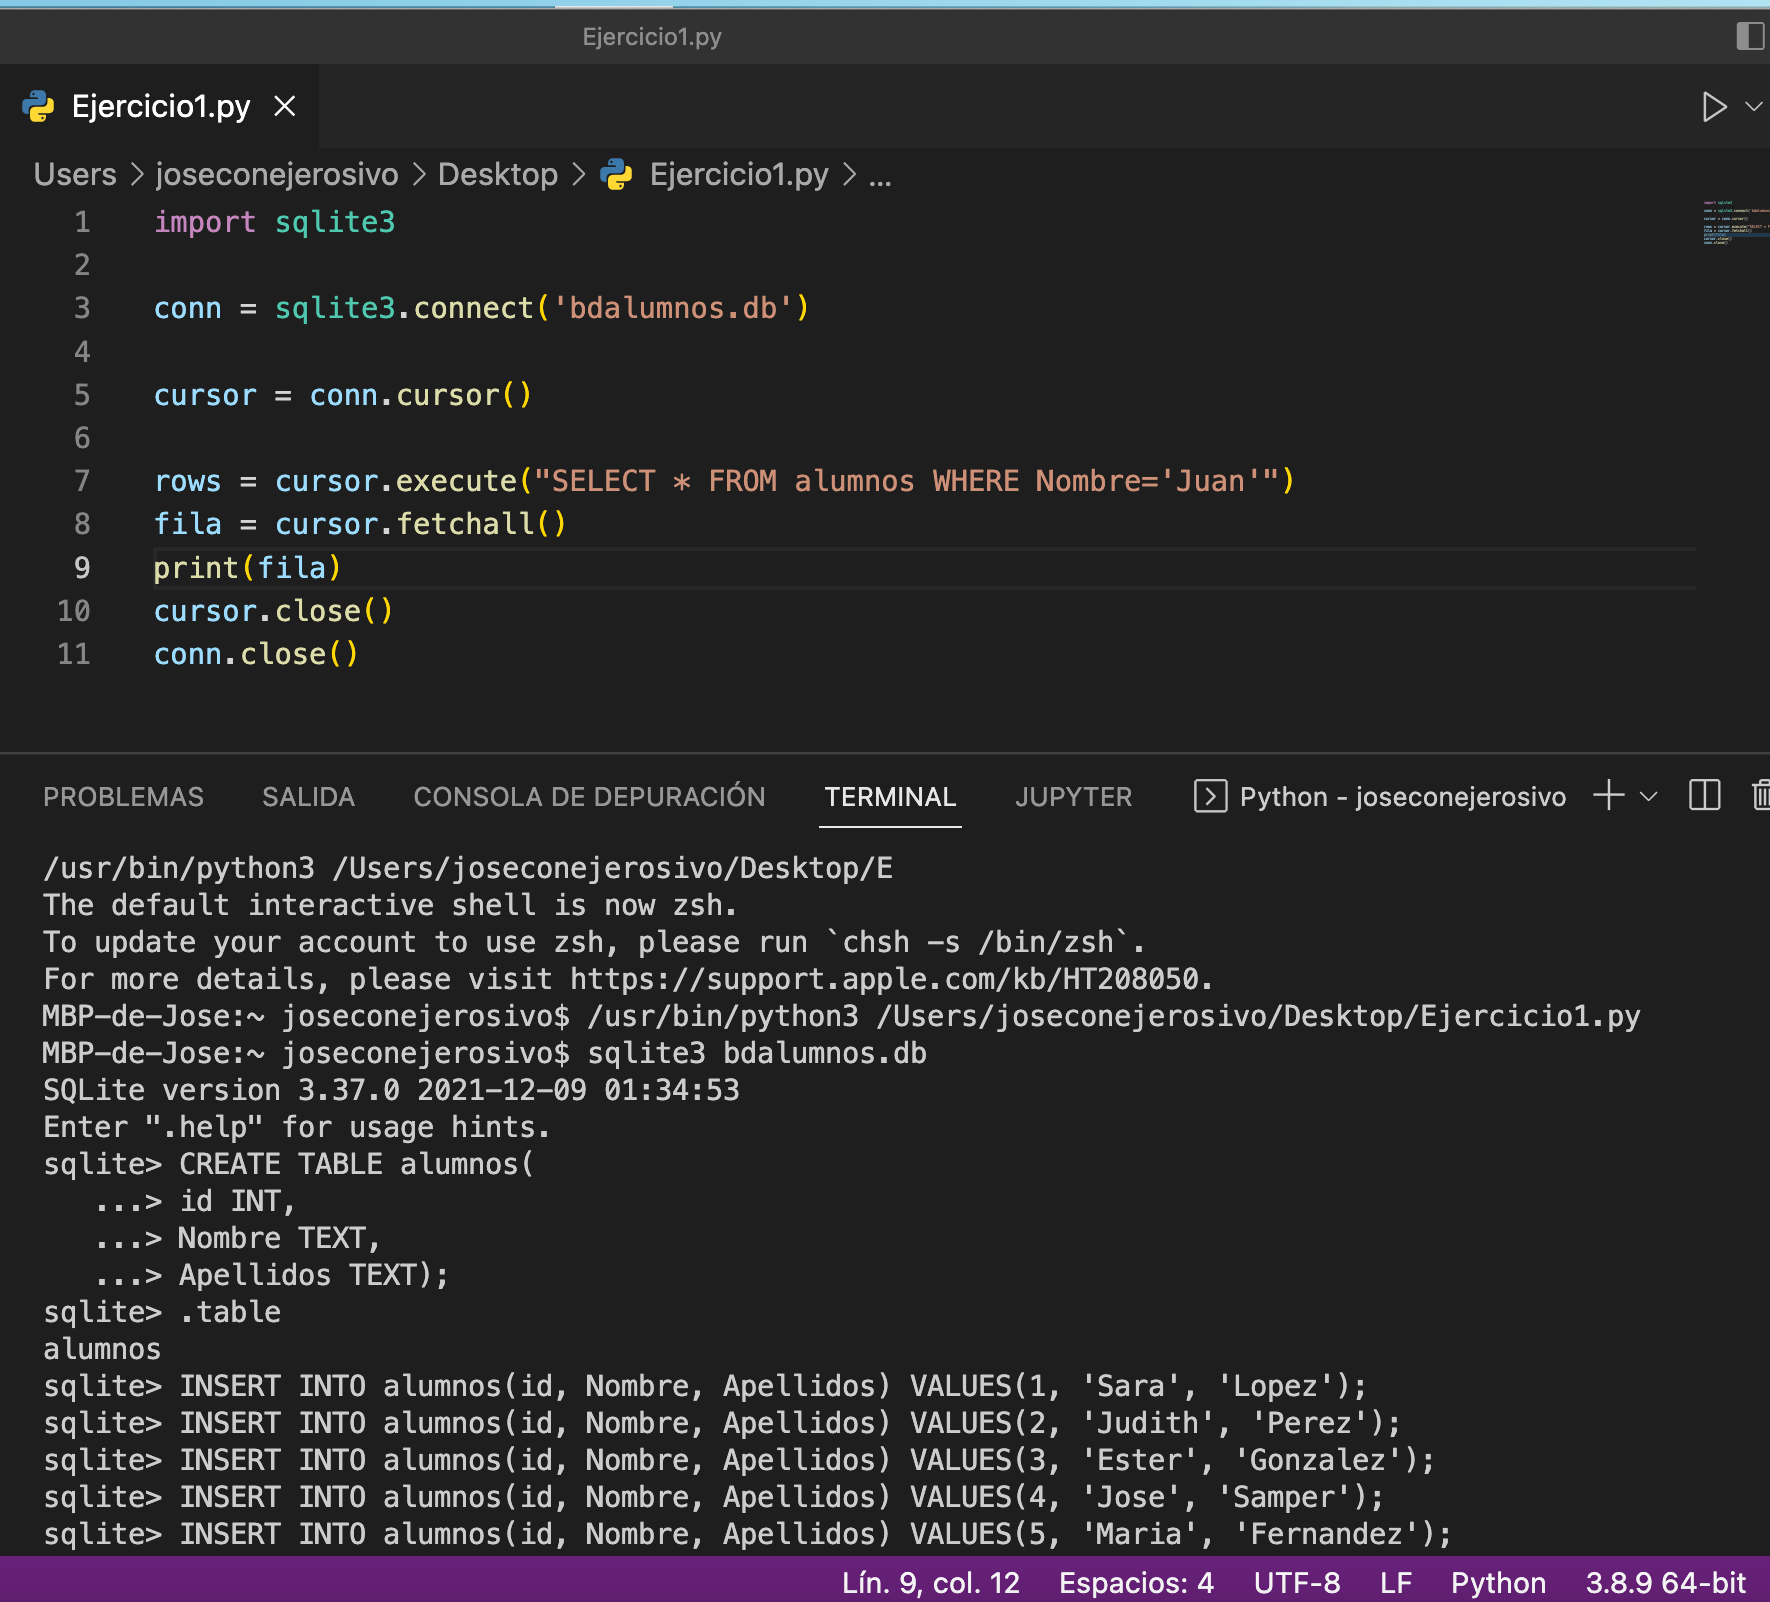 Ejercicio1.py
Ejercicio1.py
Users > joseconejerosivo > Desktop > Ejercicio1.py > ...
1 import sqlite3
2
3 conn = sqlite3.connect('bdalumnos.db')
4
5 cursor = conn.cursor()
6
7 rows = cursor.execute("SELECT * FROM alumnos WHERE Nombre='Juan'")
8 fila = cursor.fetchall()
9 print(fila)
10 cursor.close()
11 conn.close()
PROBLEMAS SALIDA CONSOLA DE DEPURACIÓN TERMINAL JUPYTER Python - joseconejerosivo
/usr/bin/python3 /Users/joseconejerosivo/Desktop/E
The default interactive shell is now zsh.
To update your account to use zsh, please run `chsh -s /bin/zsh`.
For more details, please visit https://support.apple.com/kb/HT208050.
MBP-de-Jose:~ joseconejerosivo$ /usr/bin/python3 /Users/joseconejerosivo/Desktop/Ejercicio1.py
MBP-de-Jose:~ joseconejerosivo$ sqlite3 bdalumnos.db
SQLite version 3.37.0 2021-12-09 01:34:53
Enter ".help" for usage hints.
sqlite> CREATE TABLE alumnos(
   ...> id INT,
   ...> Nombre TEXT,
   ...> Apellidos TEXT);
sqlite> .table
alumnos
sqlite> INSERT INTO alumnos(id, Nombre, Apellidos) VALUES(1, 'Sara', 'Lopez');
sqlite> INSERT INTO alumnos(id, Nombre, Apellidos) VALUES(2, 'Judith', 'Perez');
sqlite> INSERT INTO alumnos(id, Nombre, Apellidos) VALUES(3, 'Ester', 'Gonzalez');
sqlite> INSERT INTO alumnos(id, Nombre, Apellidos) VALUES(4, 'Jose', 'Samper');
sqlite> INSERT INTO alumnos(id, Nombre, Apellidos) VALUES(5, 'Maria', 'Fernandez');
Lín. 9, col. 12 Espacios: 4 UTF-8 LF Python 3.8.9 64-bit